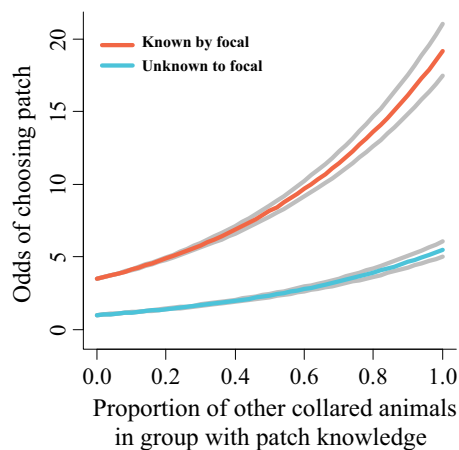 Known by focal
Unknown to focal
Odds of choosing patch
20
15
10
5
0
0.0 0.2 0.4 0.6 0.8 1.0
Proportion of other collared animals
in group with patch knowledge